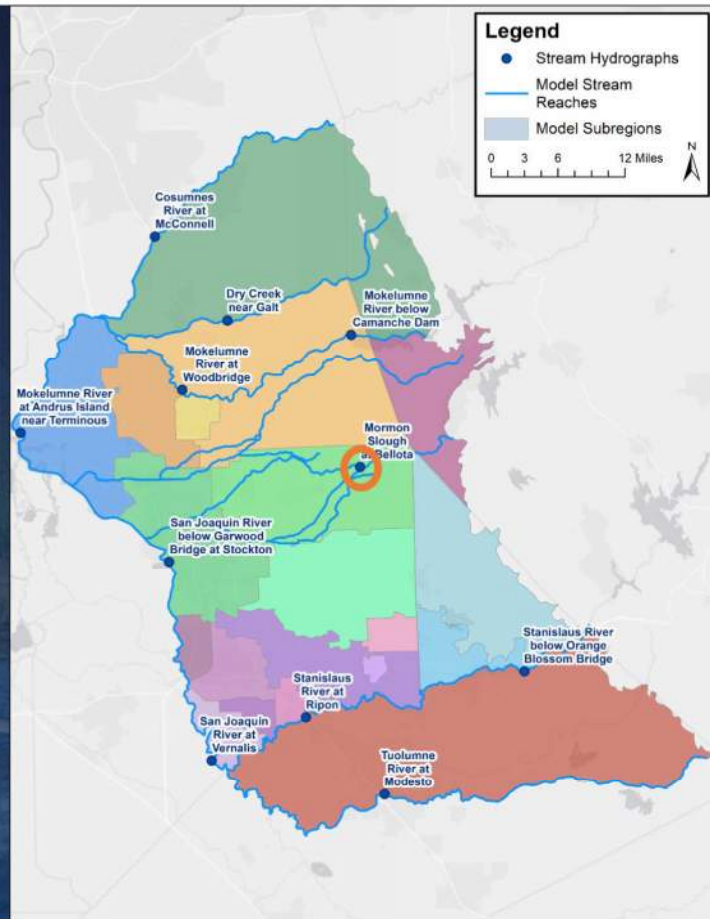 Legend
Stream Hydrographs
Model Stream
Reaches
Model Subregions
N
0 3 6 12 Miles
Cosumnes
River at
McConnell
Dry Creek
near Galt
Mokelumne
River below
Camanche Dam
Mokelumne
River at
Woodbridge
Mokelumne River
at Andrus Island
near Terminous
Mormon
Slough
at Bellota
San Joaquin River
below Garwood
Bridge at Stockton
Stanislaus River
below Orange
Blossom Bridge
Stanislaus
River at
Ripon
San Joaquin
River at
Vernalis
Tuolumne
River at
Modesto